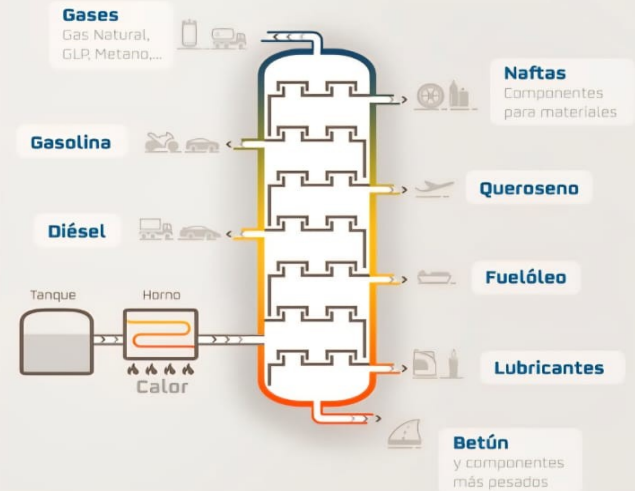 Gases
Gas Natural,
GLP, Metano,...
Naftas
Componentes
para materiales
Gasolina
Queroseno
Diésel
Fuelóleo
Tanque
Horno
Calor
Lubricantes
Betún
y componentes
más pesados